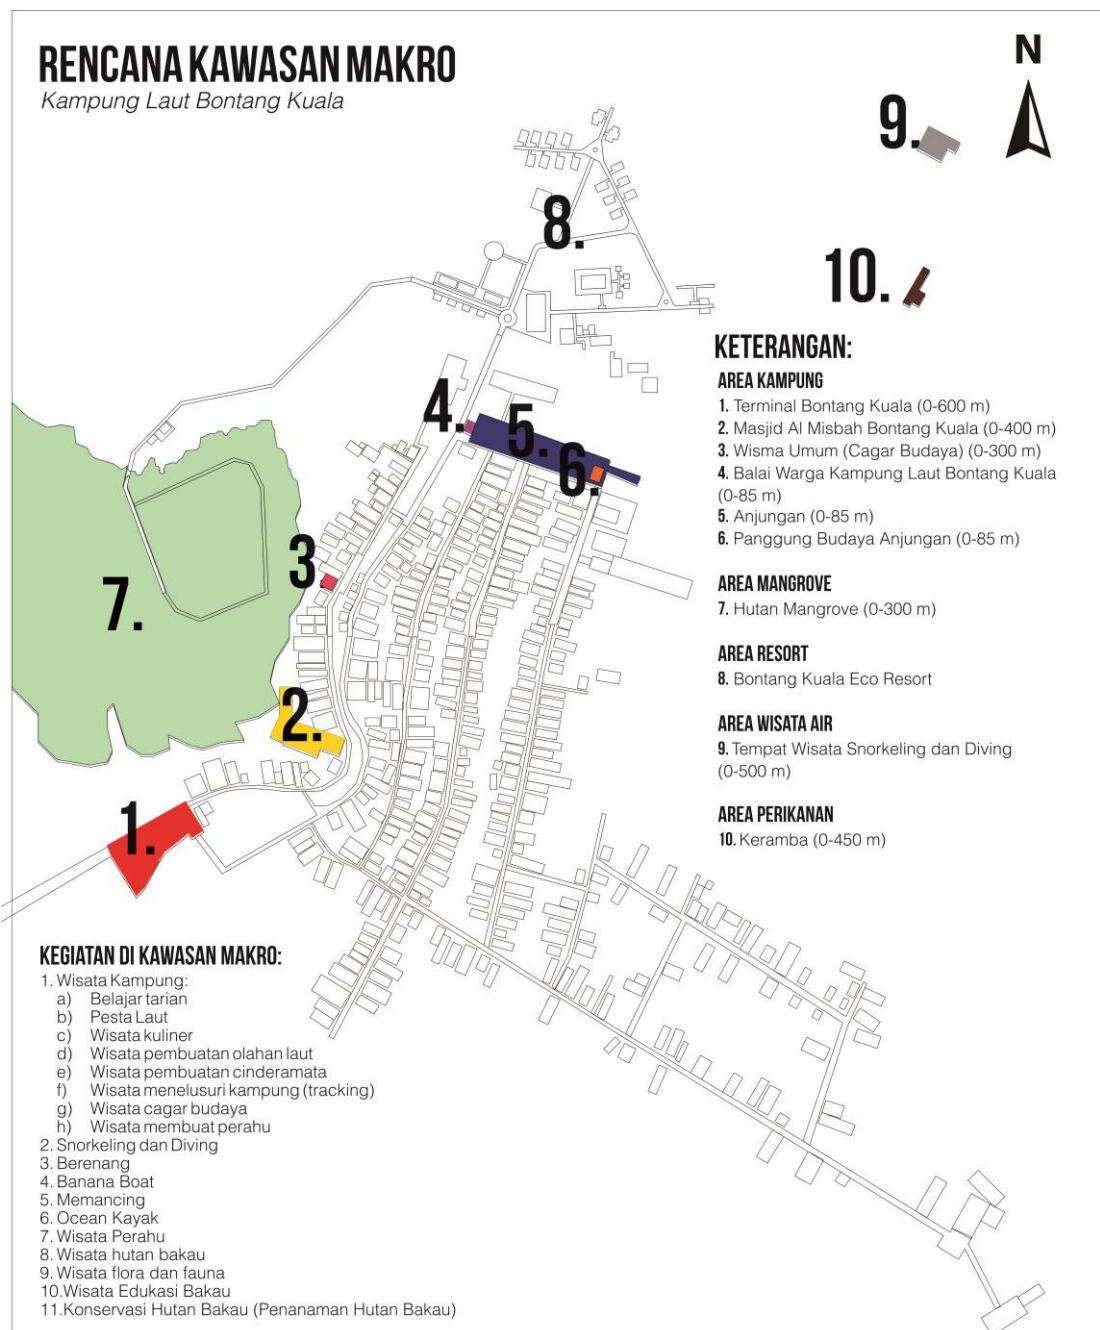 RENCANA KAWASAN MAKRO
Kampung Laut Bontang Kuala
N
9.
8.
10.
4.
5.
6.
3.
7.
2.
1.
KETERANGAN:
AREA KAMPUNG
1. Terminal Bontang Kuala (0-600 m)
2. Masjid Al Misbah Bontang Kuala (0-400 m)
3. Wisma Umum (Cagar Budaya) (0-300 m)
4. Balai Warga Kampung Laut Bontang Kuala
(0-85 m)
5. Anjungan (0-85 m)
6. Panggung Budaya Anjungan (0-85 m)
AREA MANGROVE
7. Hutan Mangrove (0-300 m)
AREA RESORT
8. Bontang Kuala Eco Resort
AREA WISATA AIR
9. Tempat Wisata Snorkeling dan Diving
(0-500 m)
AREA PERIKANAN
10. Keramba (0-450 m)
KEGIATAN DI KAWASAN MAKRO:
1. Wisata Kampung:
a) Belajar tarian
b) Pesta Laut
c) Wisata kuliner
d) Wisata pembuatan olahan laut
e) Wisata pembuatan cinderamata
f) Wisata menelusuri kampung (tracking)
g) Wisata cagar budaya
h) Wisata membuat perahu
2. Snorkeling dan Diving
3. Berenang
4. Banana Boat
5. Memancing
6. Ocean Kayak
7. Wisata Perahu
8. Wisata hutan bakau
9. Wisata flora dan fauna
10.Wisata Edukasi Bakau
11.Konservasi Hutan Bakau (Penanaman Hutan Bakau)